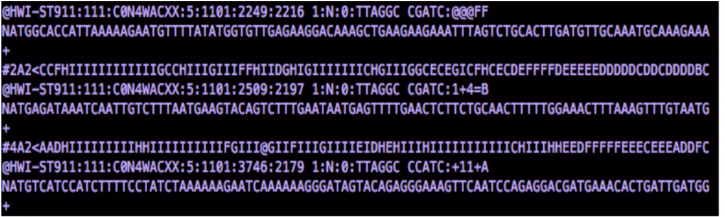 @HWI-ST911:111:C0N4WACXX:5:1101:2249:2216 1:N:0:TTAGGC CGATC:@@@FF
NATGGCACCATTAAAAAGAATGTTTTATATGGTGTTGAGAAGGACAAAGCTGAAGAAGAAATTTAGTCTGCACTTGATGTTGCAAATGCAAAGAAA
+
#2A2<CCFHIIIIIIIIIIIIGCCHIIIGIIIFFHIIDGHIGIIIIIIICHGIIIGGCECEGICFHCECDEFFFFDEEEEEDDDDDCDDCDDDDBC
@HWI-ST911:111:C0N4WACXX:5:1101:2509:2197 1:N:0:TTAGGC CGATC:1+4=B
NATGAGATAAATCAATTGTCTTTAATGAAGTACAGTCTTTGAATAATGAGTTTTGAACTCTTCTGCAACTTTTTGGAAACTTTAAAGTTTGTAATG
+
#4A2<AADHIIIIIIIIIHHIIIIIIIIIIFGIII@GIIFIIIGIIIIEIDHEHIIIHIIIIIIIIIIIICHIIIHHEEDFFFFFEEECEEEADDFC
@HWI-ST911:111:C0N4WACXX:5:1101:3746:2179 1:N:0:TTAGGC CCATC:+11+A
NATGTCATCCATCTTTTCCTATCTAAAAAAGAATCAAAAAAGGGATAGTACAGAGGGAAAGTTCAATCCAGAGGACGATGAAACACTGATTGATGG
+